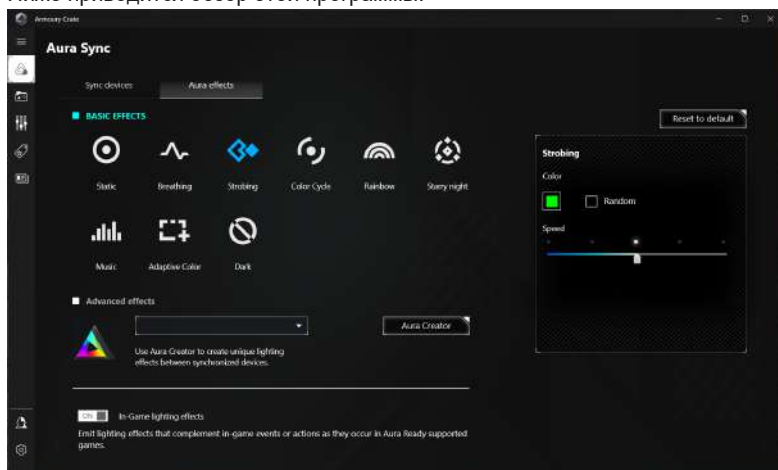 Ниже приводится обзор этой программы.
Armoury Crate
Aura Sync
Sync devices
Aura effects
BASIC EFFECTS
Reset to default
Static
Breathing
Strobing
Color Cycle
Rainbow
Starry night
Music
Adaptive Color
Dark
Strobing
Color
Random
Speed
Advanced effects
Aura Creator
Use Aura Creator to create unique lighting
effects between synchronized devices.
ON
In-Game lighting effects
Emit lighting effects that complement in-game events or actions as they occur in Aura Ready supported
games.